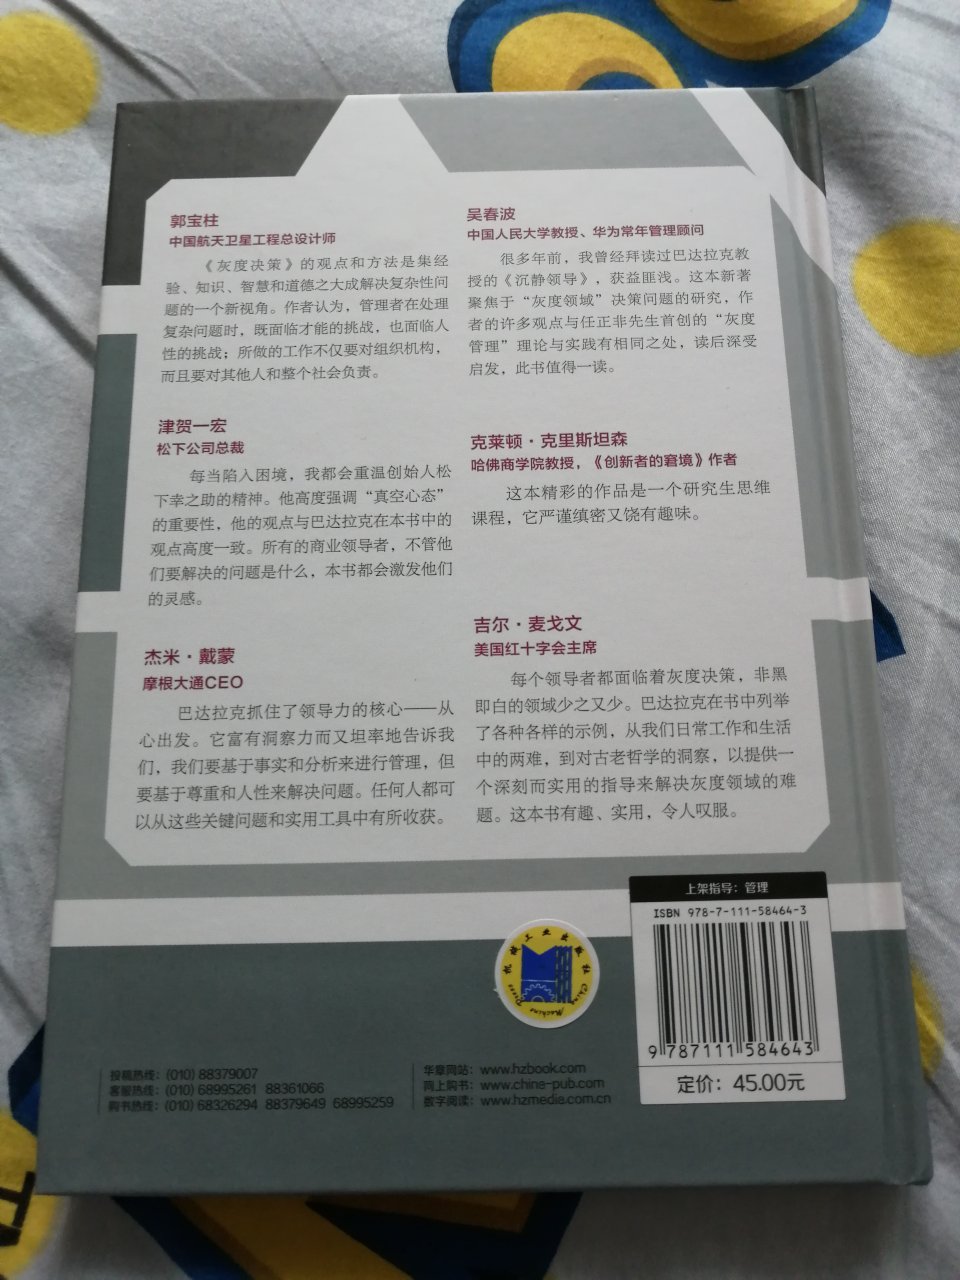 郭宝柱
中国航天卫星工程总设计师
《灰度决策》的观点和方法是集经
验、知识、智慧和道德之大成解决复杂性问
题的一个新视角。作者认为，管理者在处理
复杂问题时，既面临才能的挑战，也面临人
性的挑战；所做的工作不仅要对组织机构，
而且要对其他人和整个社会负责。
津贺一宏
松下公司总裁
每当陷入困境，我都会重温创始人松
下幸之助的精神。他高度强调“真空心态”
的重要性，他的观点与巴达拉克在本书中的
观点高度一致。所有的商业领导者，不管他
们要解决的问题是什么，本书都会激发他们
的灵感。
杰米·戴蒙
摩根大通CEO
巴达拉克抓住了领导力的核心——从
心出发。它富有洞察力而又坦率地告诉我
们，我们要基于事实和分析来进行管理，但
要基于尊重和人性来解决问题。任何人都可
以从这些关键问题和实用工具中有所收获。
吴春波
中国人民大学教授、华为常年管理顾问
很多年前，我曾经拜读过巴达拉克教
授的《沉静领导》，获益匪浅。这本新著
聚焦于“灰度领域”决策问题的研究，作
者的许多观点与任正非先生首创的“灰度
管理”理论与实践有相同之处，读后深受
启发，此书值得一读。
克莱顿·克里斯坦森
哈佛商学院教授，《创新者的窘境》作者
这本精彩的作品是一个研究生思维
课程，它严谨缜密又饶有趣味。
吉尔·麦戈文
美国红十字会主席
每个领导者都面临着灰度决策，非黑
即白的领域少之又少。巴达拉克在书中列举
了各种各样的示例，从我们日常工作和生活
中的两难，到对古老哲学的洞察，以提供一
个深刻而实用的指导来解决灰度领域的难
题。这本书有趣、实用，令人叹服。
上架指导：管理
ISBN 978-7-111-58464-3
9 787111 584643
定价：45.00元
机械工业出版社
China Machine Press
投稿热线：(010) 88379007
客服热线：(010) 68995261 88361066
购书热线：(010) 68326294 88379649 68995259
华章网站：www.hzbook.com
网上购书：www.china-pub.com
数字阅读：www.hzmedia.com.cn